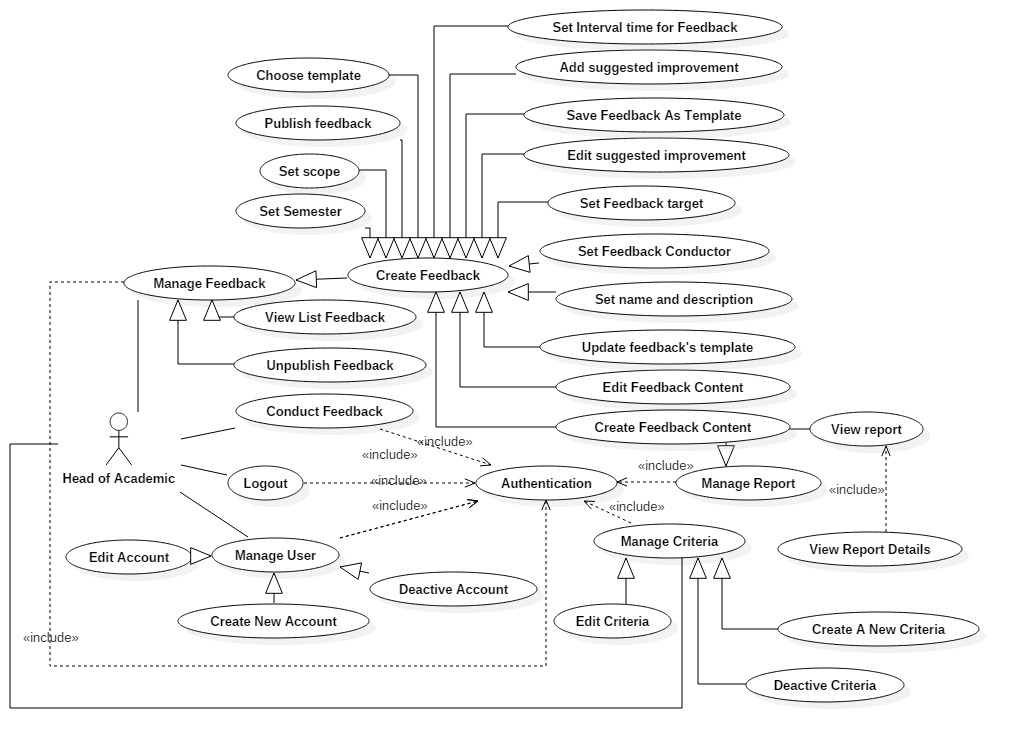 Set Interval time for Feedback
Add suggested improvement
Choose template
Save Feedback As Template
Publish feedback
Edit suggested improvement
Set scope
Set Feedback target
Set Semester
Set Feedback Conductor
Create Feedback
Manage Feedback
Set name and description
View List Feedback
Update feedback's template
Unpublish Feedback
Edit Feedback Content
Conduct Feedback
Create Feedback Content
View report
«include»
«include»
«include»
Head of Academic
Logout
«include»
Authentication
Manage Report
«include»
«include»
«include»
Manage Criteria
View Report Details
Edit Account
Manage User
Deactive Account
Create New Account
Edit Criteria
Create A New Criteria
«include»
Deactive Criteria